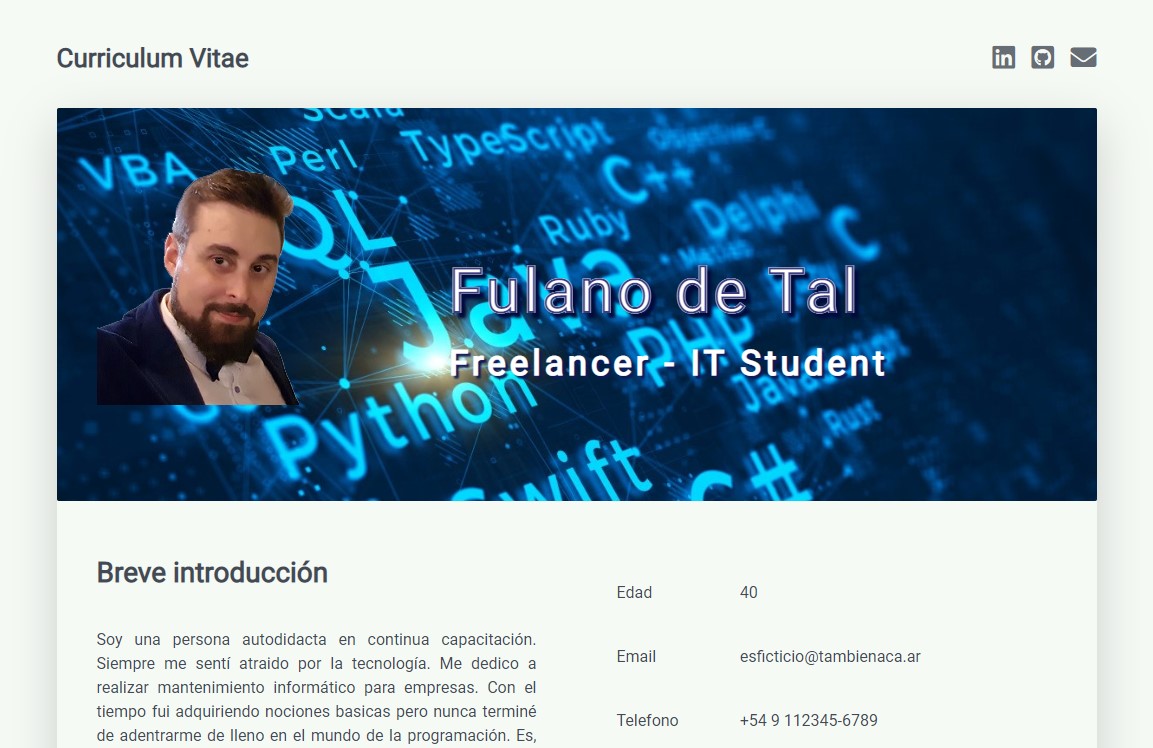 Curriculum Vitae
Scala
VBA
Perl
TypeScript
Objective-C
C++
QL
Ruby
Delphi
C
Matlab
Java
Fulano de Tal
PHP
Freelancer - IT Student
JavaScript
Python
Rust
Swift
C#
Breve introducción
Edad 40
Soy una persona autodidacta en continua capacitación.
Siempre me sentí atraido por la tecnología. Me dedico a
Email esficticio@tambienaca.ar
realizar mantenimiento informático para empresas. Con el
tiempo fui adquiriendo nociones basicas pero nunca terminé
Telefono +54 9 112345-6789
de adentrarme de lleno en el mundo de la programación. Es,